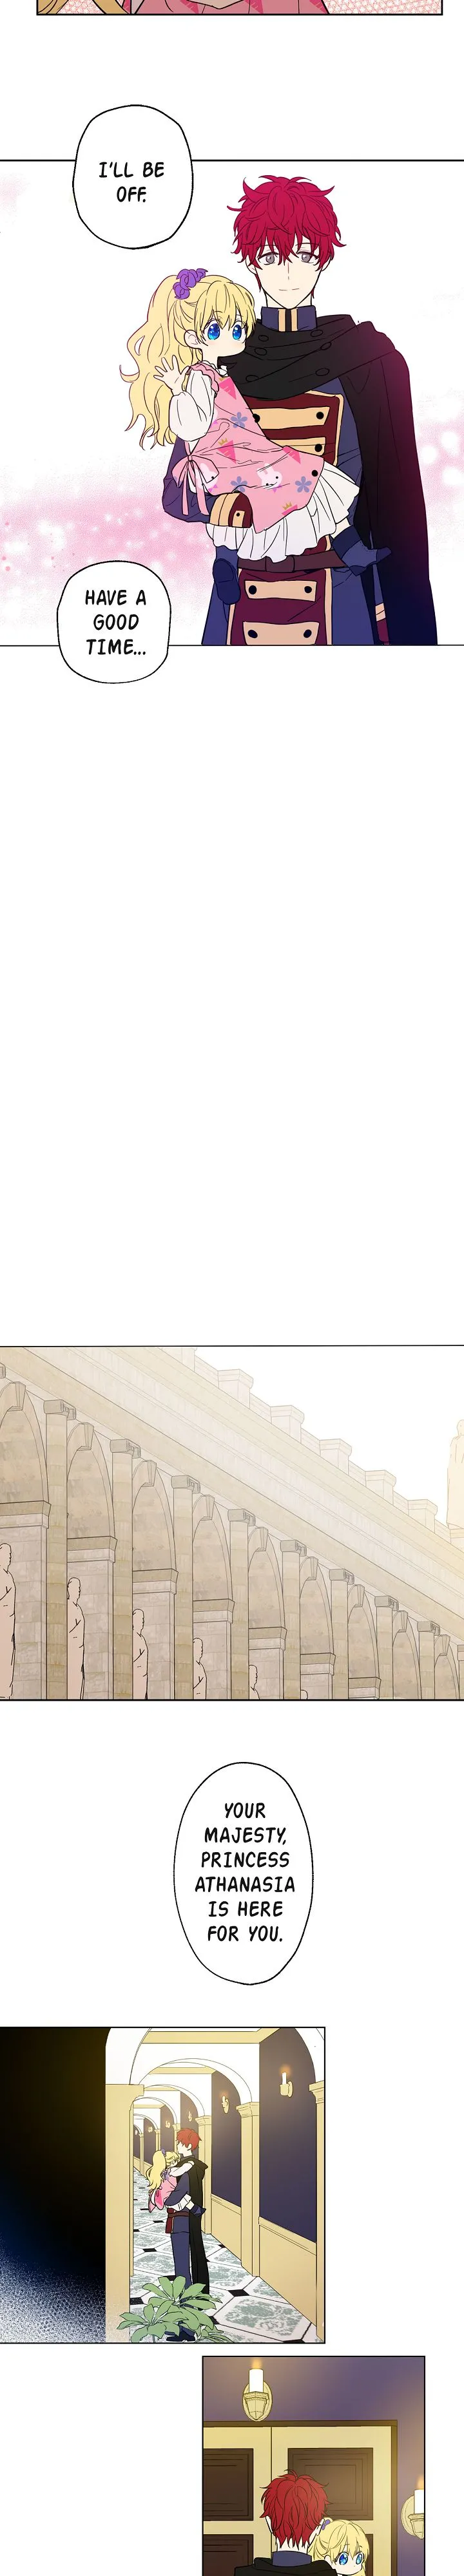 I'LL BE
OFF.
HAVE A
GOOD
TIME...
YOUR
MAJESTY,
PRINCESS
ATHANASIA
IS HERE
FOR YOU.